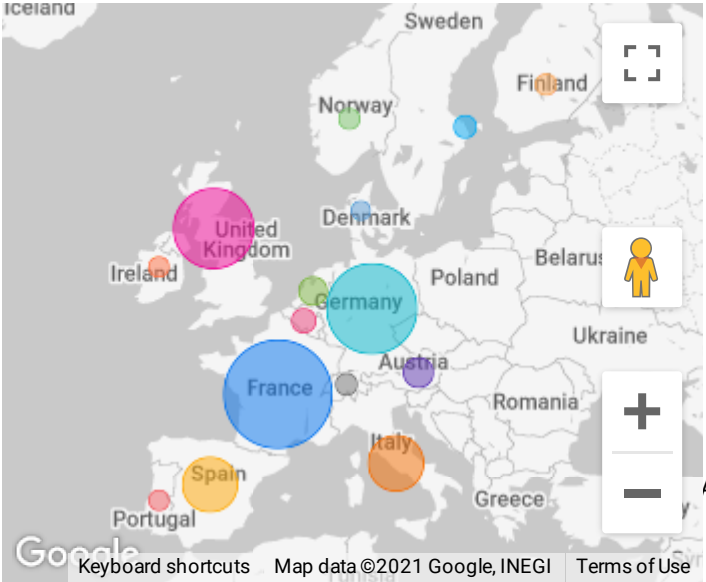 Iceland
Sweden
Finland
Norway
Denmark
United
Kingdom
Ireland
Belarus
Poland
Germany
Ukraine
Austria
France
Romania
Italy
Spain
Greece
Portugal
Google
Keyboard shortcuts Map data ©2021 Google, INEGI Terms of Use
Tunisia